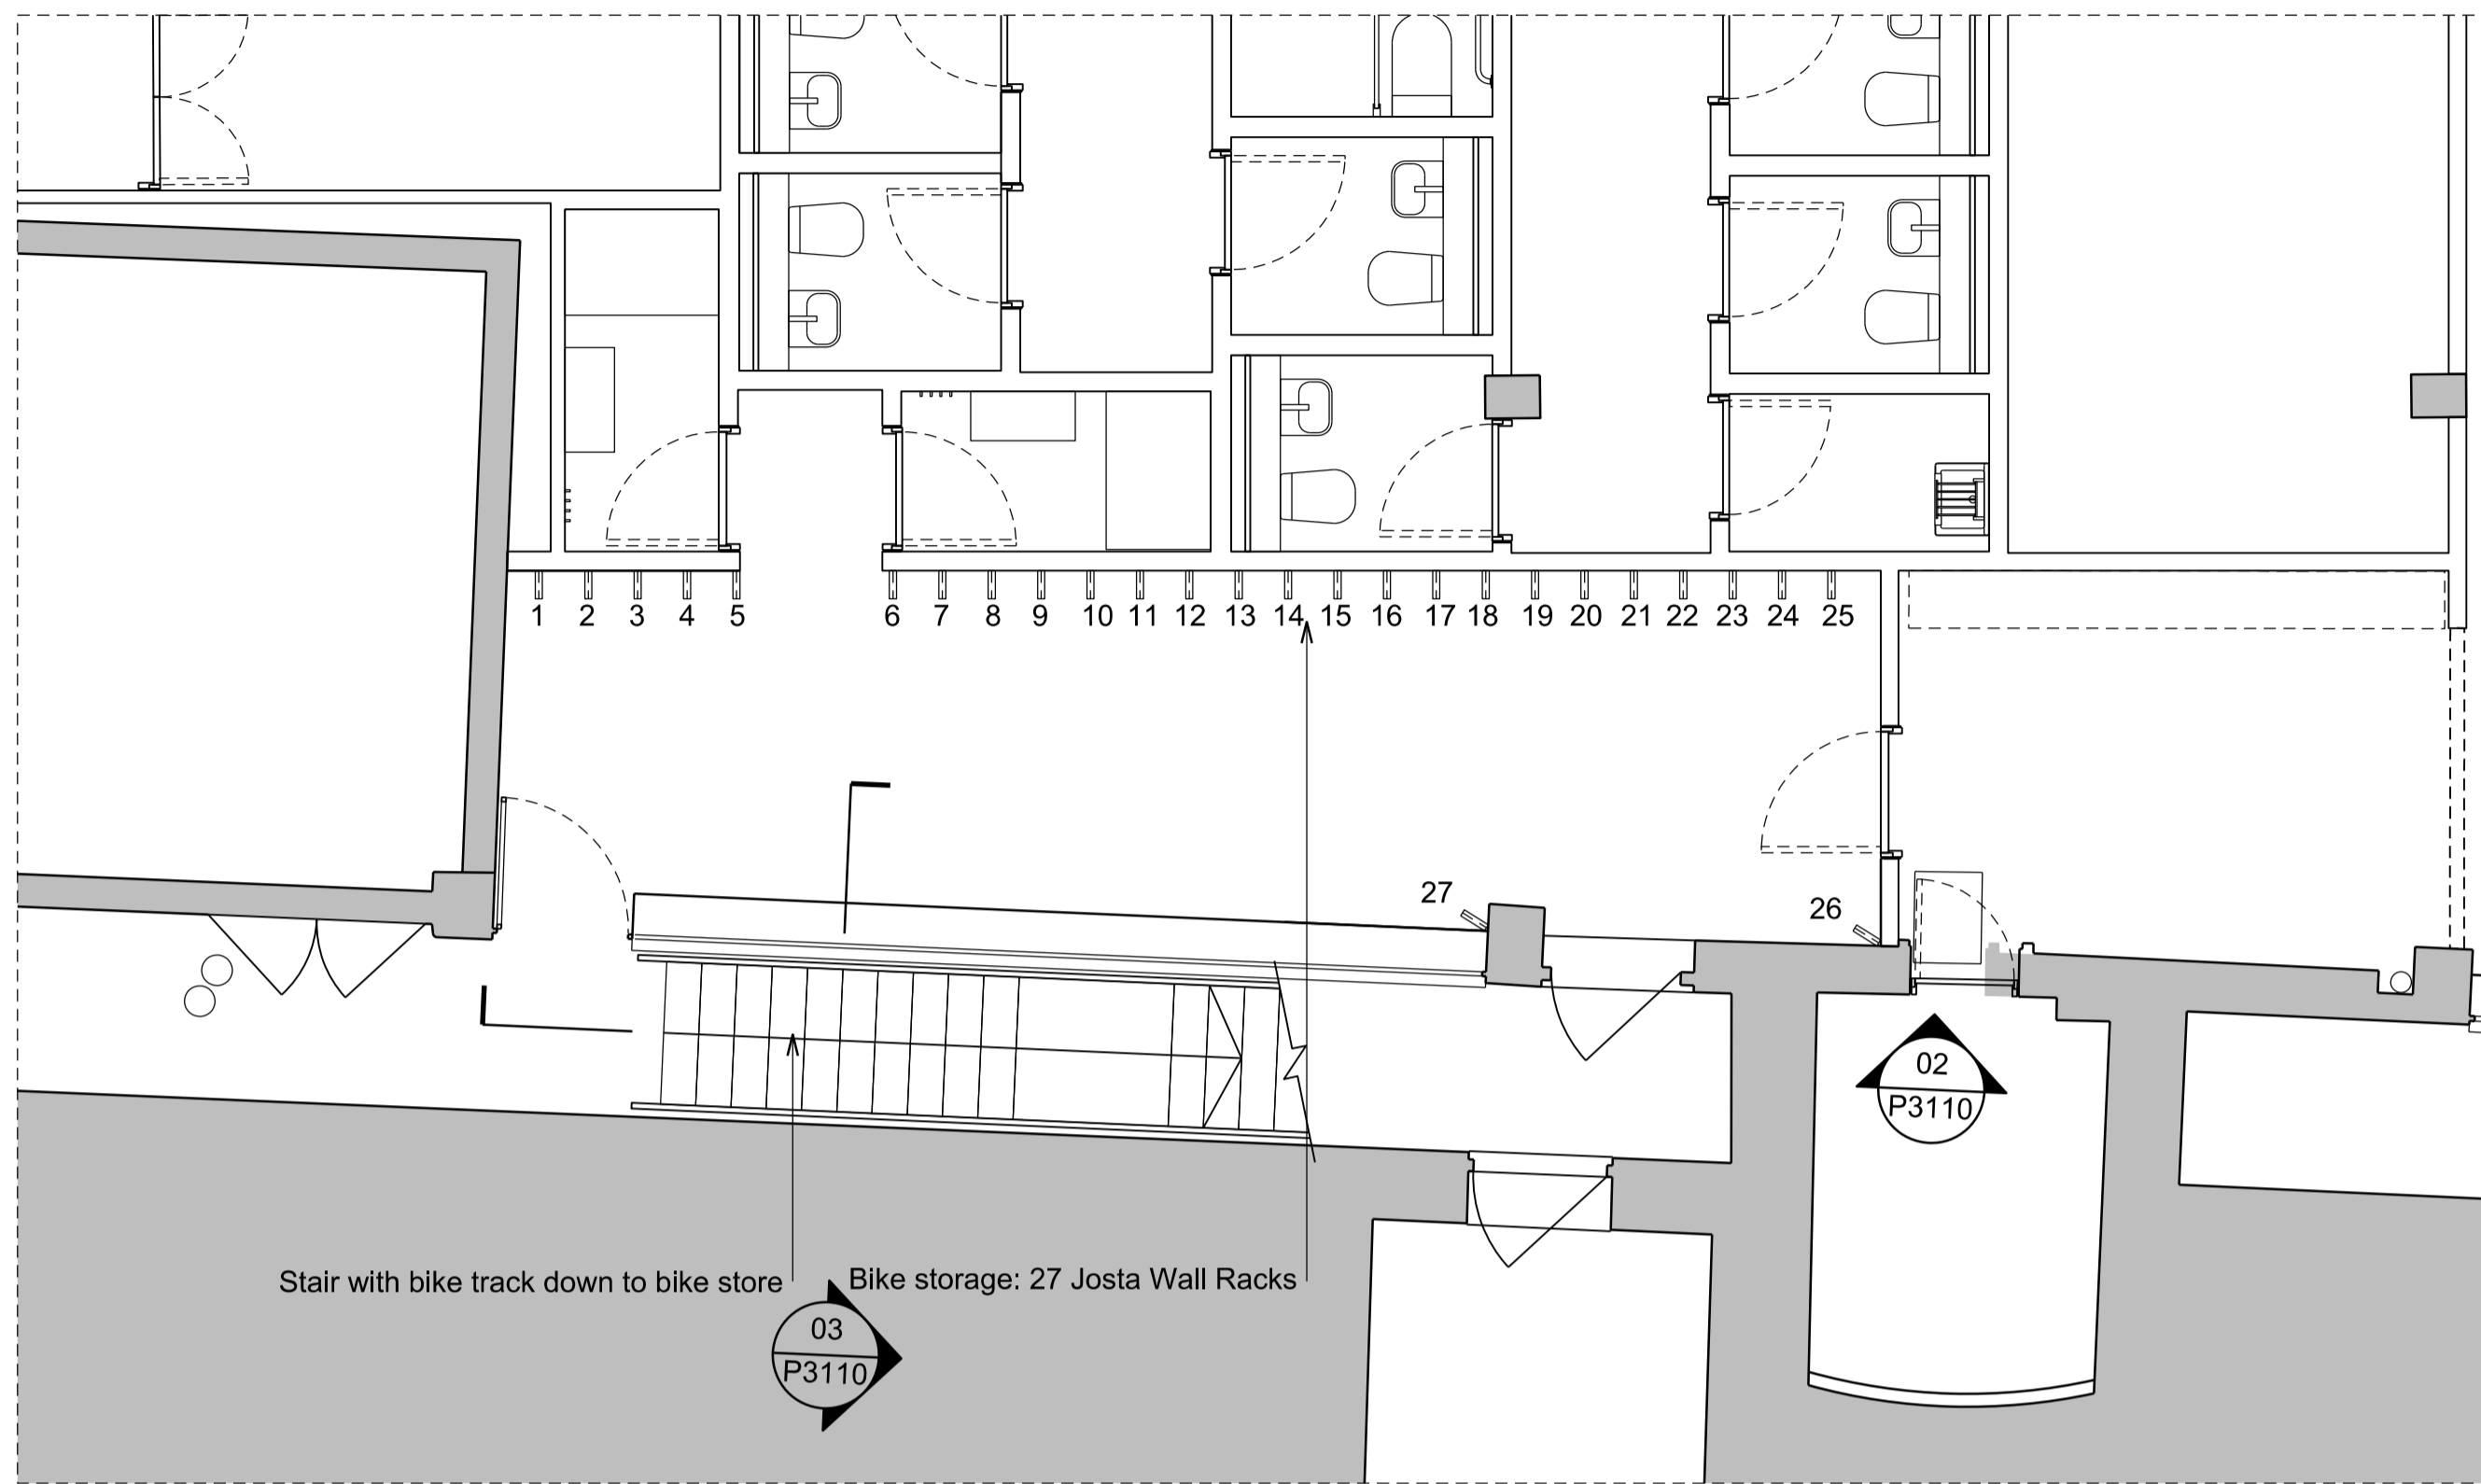 1 2 3 4 5 6 7 8 9 10 11 12 13 14 15 16 17 18 19 20 21 22 23 24 25
27
26
02
P3110
Stair with bike track down to bike store
Bike storage: 27 Josta Wall Racks
03
P3110